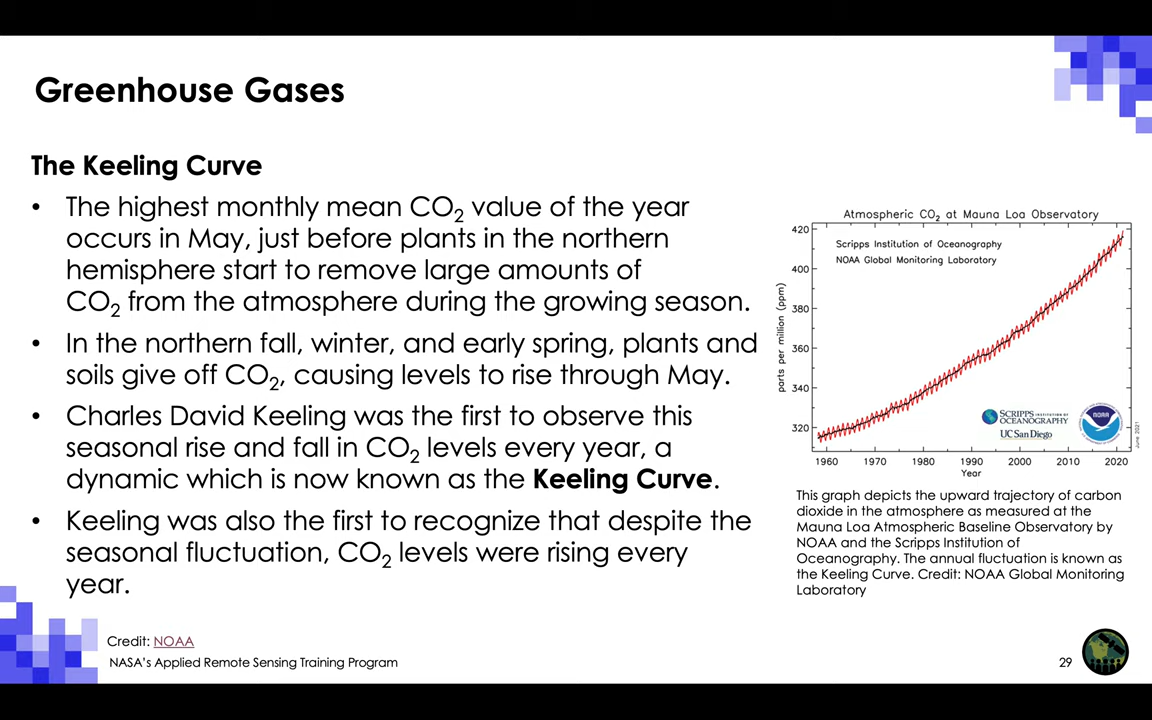 Greenhouse Gases
The Keeling Curve
• The highest monthly mean CO₂ value of the year
occurs in May, just before plants in the northern
hemisphere start to remove large amounts of
CO₂ from the atmosphere during the growing season.
• In the northern fall, winter, and early spring, plants and
soils give off CO₂, causing levels to rise through May.
• Charles David Keeling was the first to observe this
seasonal rise and fall in CO₂ levels every year, a
dynamic which is now known as the Keeling Curve.
• Keeling was also the first to recognize that despite the
seasonal fluctuation, CO₂ levels were rising every
year.
Atmospheric CO₂ at Mauna Loa Observatory
Scripps Institution of Oceanography
NOAA Global Monitoring Laboratory
parts per million (ppm)
420
400
380
360
340
320
SCRIPPS INSTITUTION OF
OCEANOGRAPHY
UC San Diego
NOAA
June 2021
1960 1970 1980 1990 2000 2010 2020
Year
This graph depicts the upward trajectory of carbon
dioxide in the atmosphere as measured at the
Mauna Loa Atmospheric Baseline Observatory by
NOAA and the Scripps Institution of
Oceanography. The annual fluctuation is known as
the Keeling Curve. Credit: NOAA Global Monitoring
Laboratory
Credit: NOAA
NASA's Applied Remote Sensing Training Program
29